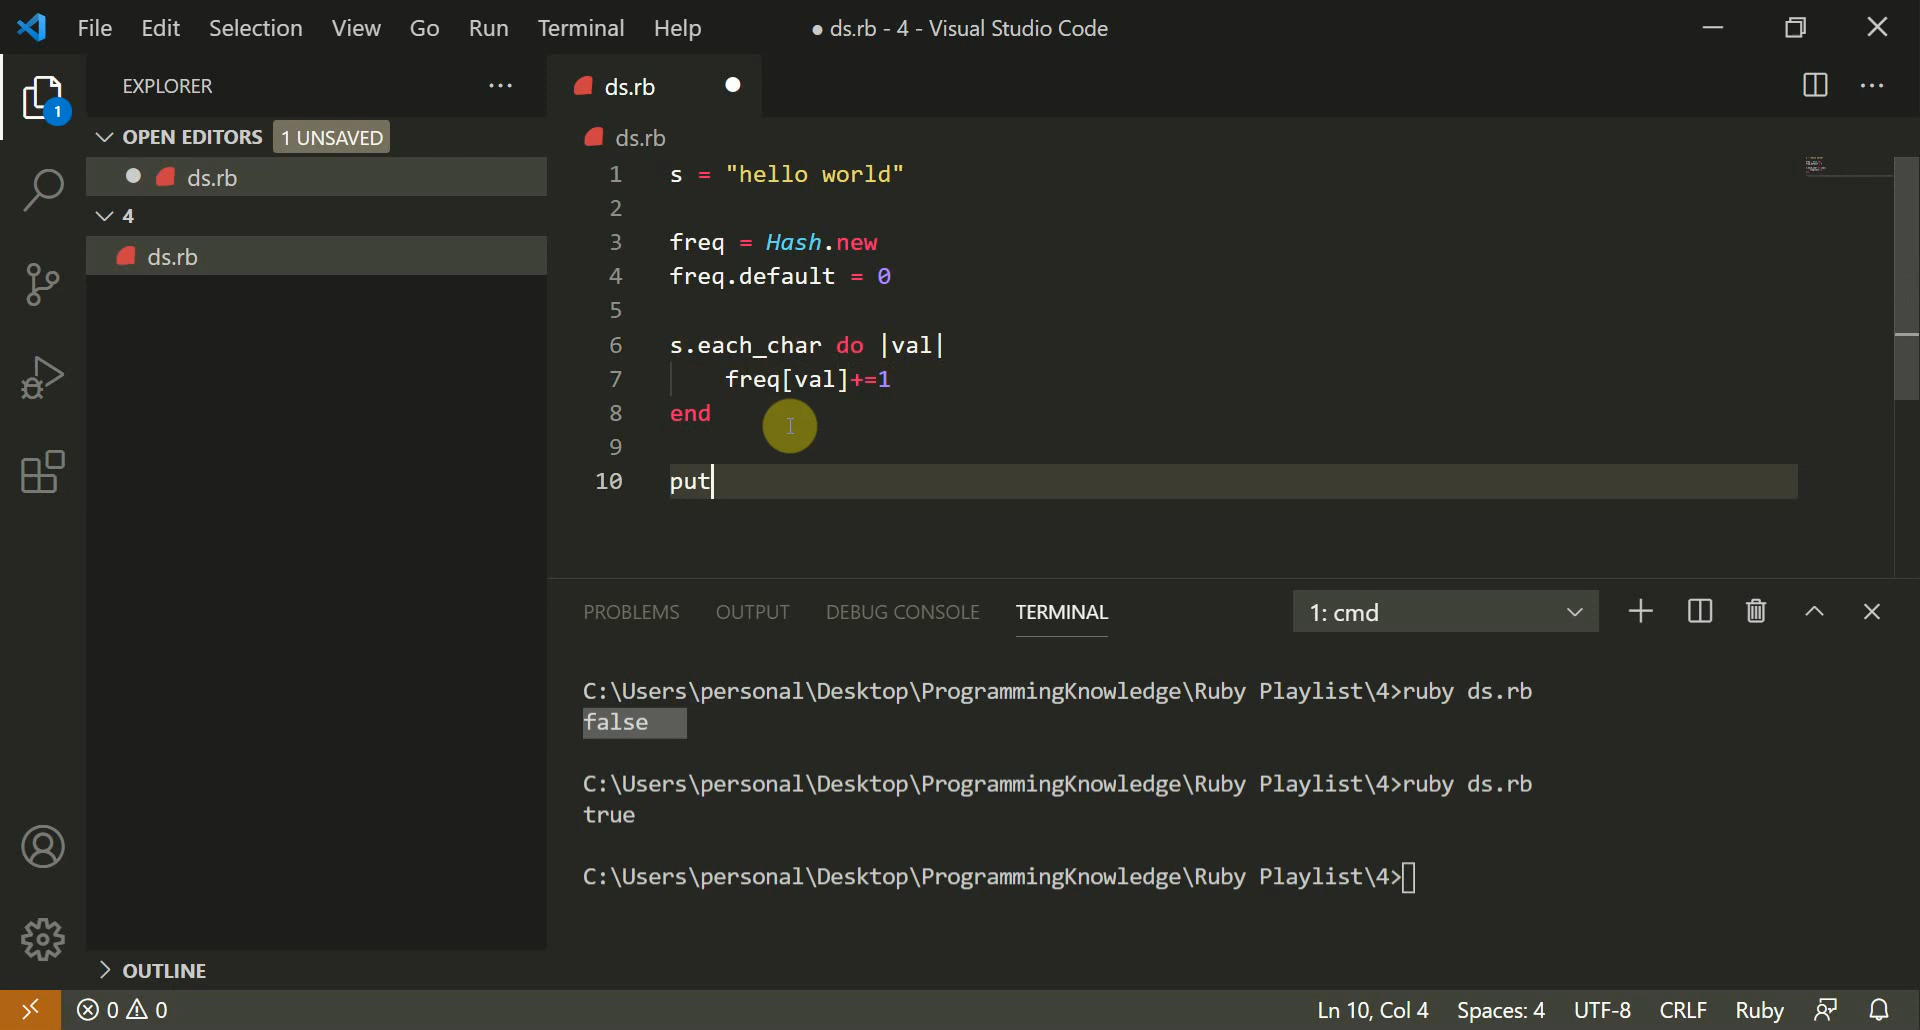 File Edit Selection View Go Run Terminal Help
● ds.rb - 4 - Visual Studio Code
1
EXPLORER
OPEN EDITORS 1 UNSAVED
ds.rb
4
ds.rb
OUTLINE
ds.rb
ds.rb
1 s = "hello world"
2
3 freq = Hash.new
4 freq.default = 0
5
6 s.each_char do |val|
7 freq[val]+=1
8 end
9
10 put
PROBLEMS OUTPUT DEBUG CONSOLE TERMINAL 1: cmd
C:\Users\personal\Desktop\ProgrammingKnowledge\Ruby Playlist\4>ruby ds.rb
false
C:\Users\personal\Desktop\ProgrammingKnowledge\Ruby Playlist\4>ruby ds.rb
true
C:\Users\personal\Desktop\ProgrammingKnowledge\Ruby Playlist\4>
0 0 Ln 10, Col 4 Spaces: 4 UTF-8 CRLF Ruby